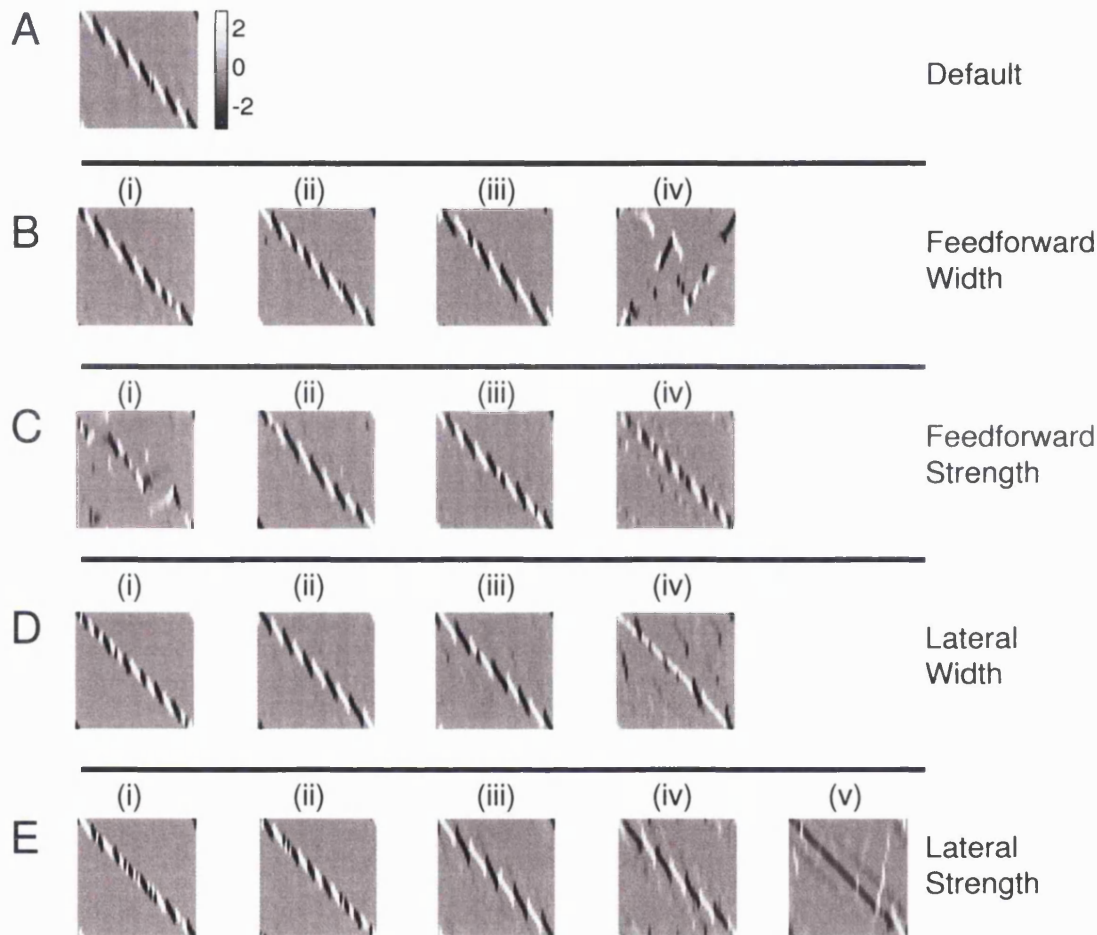 A
2
0
-2
Default
(i) (ii) (iii) (iv)
B
Feedforward
Width
(i) (ii) (iii) (iv)
C
Feedforward
Strength
(i) (ii) (iii) (iv)
D
Lateral
Width
(i) (ii) (iii) (iv) (v)
E
Lateral
Strength